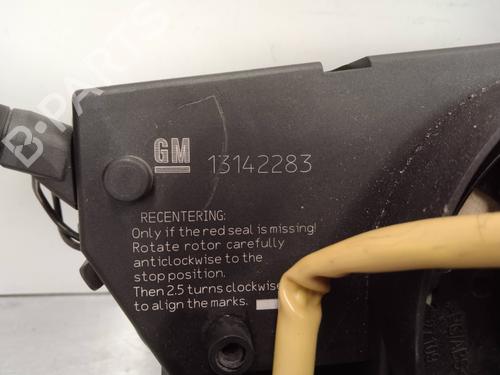 B-PARTS
GM 13142283
RECENTERING:
Only if the red seal is missing!
Rotate rotor carefully
anticlockwise to the
stop position.
Then 2.5 turns clockwise
to align the marks.